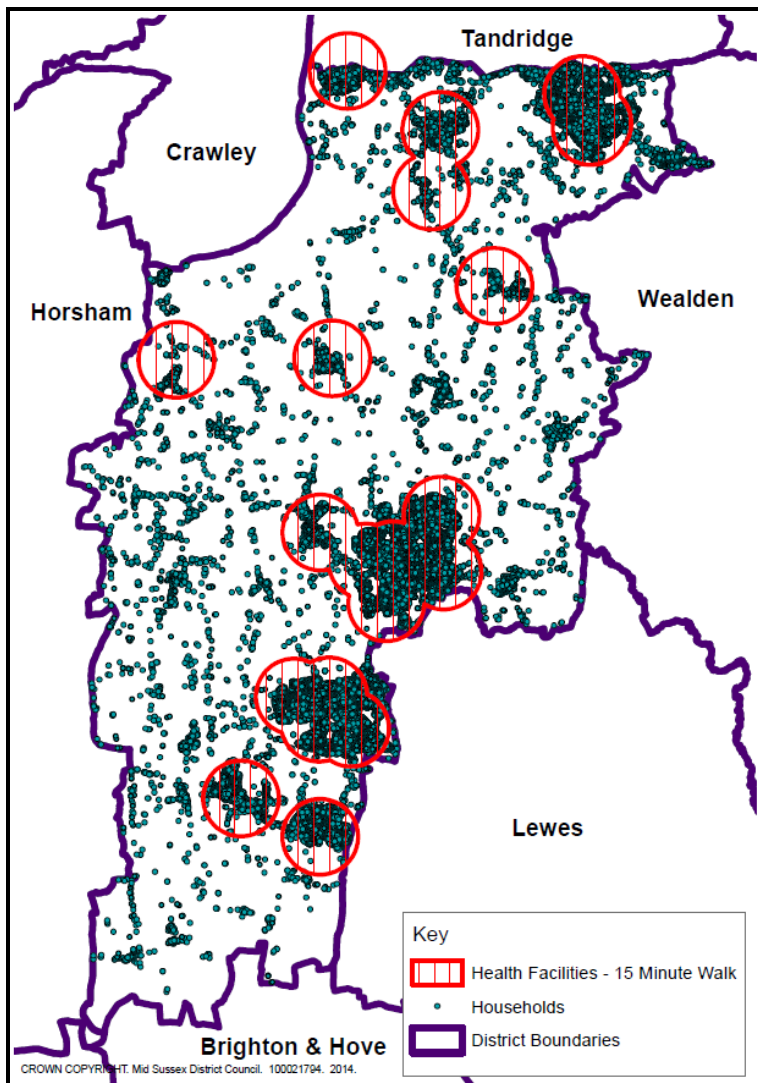 Tandridge
Crawley
Horsham
Wealden
Lewes
Key
Health Facilities - 15 Minute Walk
Households
District Boundaries
Brighton & Hove
CROWN COPYRIGHT. Mid Sussex District Council. 100021794. 2014.